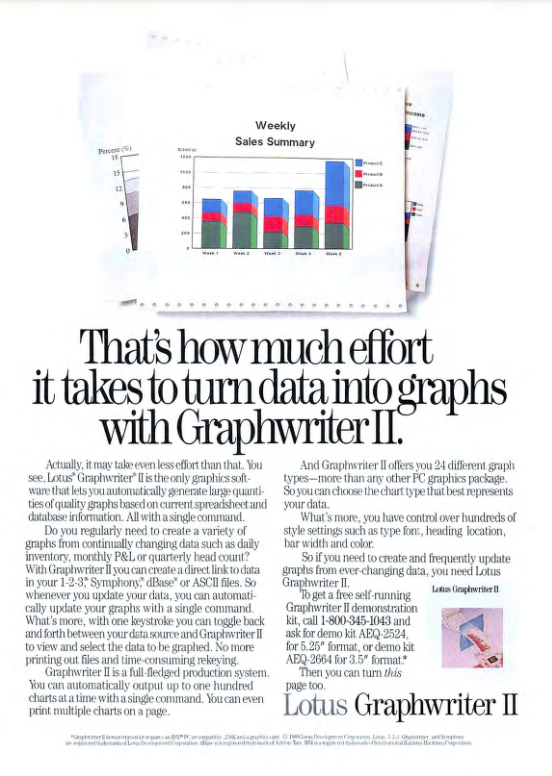 Weekly
Sales Summary
Percent (%)
18
15
12
9
6
3
0
Product C
Product B
Product A
Week 1 Week 2 Week 3 Week 4 Week 5
That's how much effort
it takes to turn data into graphs
with Graphwriter II.
Actually, it may take even less effort than that. You
see, Lotus® Graphwriter® II is the only graphics soft-
ware that lets you automatically generate large quanti-
ties of quality graphs based on current spreadsheet and
database information. All with a single command.
Do you regularly need to create a variety of
graphs from continually changing data such as daily
inventory, monthly P&L or quarterly head count?
With Graphwriter II you can create a direct link to data
in your 1-2-3,® Symphony,® dBase® or ASCII files. So
whenever you update your data, you can automati-
cally update your graphs with a single command.
What's more, with one keystroke you can toggle back
and forth between your data source and Graphwriter II
to view and select the data to be graphed. No more
printing out files and time-consuming rekeying.
Graphwriter II is a full-fledged production system.
You can automatically output up to one hundred
charts at a time with a single command. You can even
print multiple charts on a page.
And Graphwriter II offers you 24 different graph
types—more than any other PC graphics package.
So you can choose the chart type that best represents
your data.
What's more, you have control over hundreds of
style settings such as type font, heading location,
bar width and color.
So if you need to create and frequently update
graphs from ever-changing data, you need Lotus
Graphwriter II.
To get a free self-running
Graphwriter II demonstration
kit, call 1-800-345-1043 and
ask for demo kit AEQ-2524,
for 5.25" format, or demo kit
AEQ-2664 for 3.5" format.*
Then you can turn this
page too.
Lotus Graphwriter II
Lotus Graphwriter II